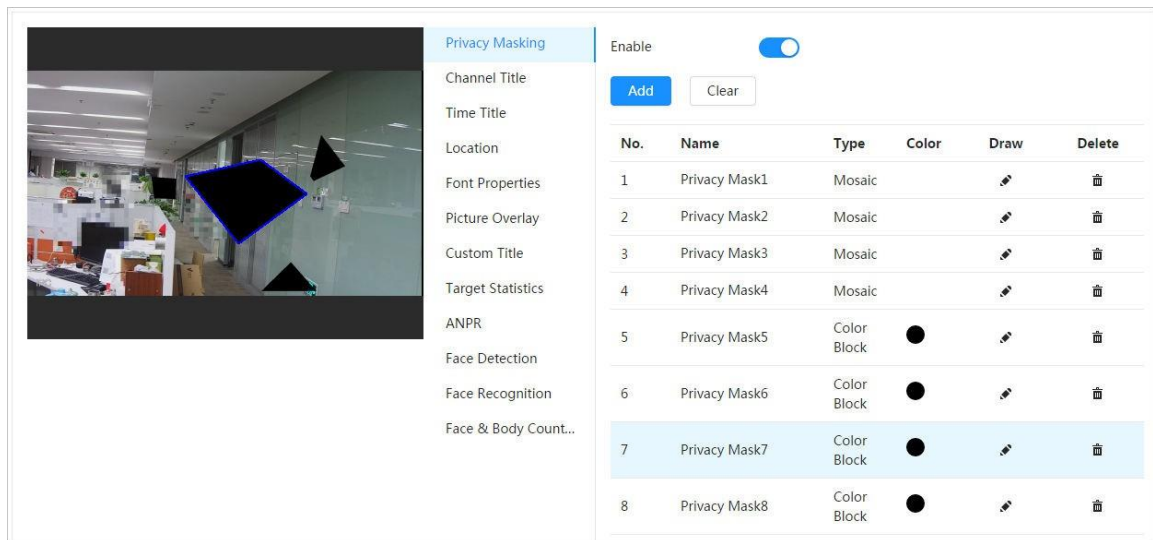 Privacy Masking
Channel Title
Time Title
Location
Font Properties
Picture Overlay
Custom Title
Target Statistics
ANPR
Face Detection
Face Recognition
Face & Body Count...
Enable
Add Clear
No. Name Type Color Draw Delete
1 Privacy Mask1 Mosaic
2 Privacy Mask2 Mosaic
3 Privacy Mask3 Mosaic
4 Privacy Mask4 Mosaic
5 Privacy Mask5 Color
Block
6 Privacy Mask6 Color
Block
7 Privacy Mask7 Color
Block
8 Privacy Mask8 Color
Block